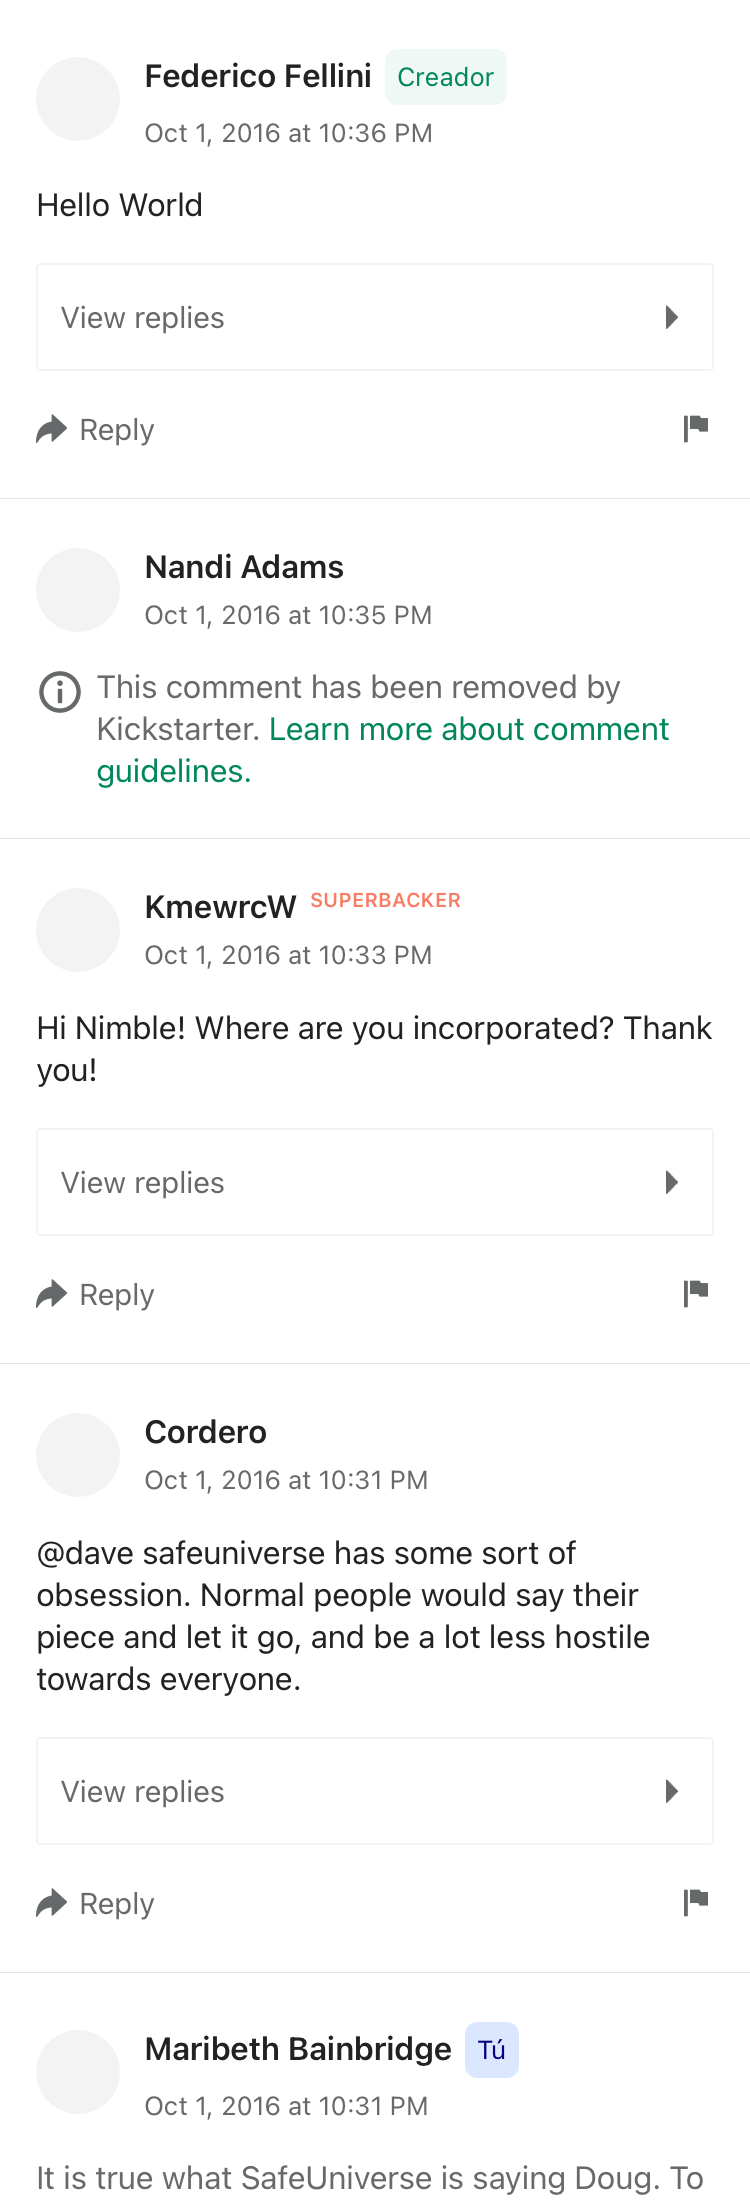 Federico Fellini Creador
Oct 1, 2016 at 10:36 PM
Hello World
View replies
Reply
Nandi Adams
Oct 1, 2016 at 10:35 PM
This comment has been removed by
Kickstarter. Learn more about comment
guidelines.
KmewrcW SUPERBACKER
Oct 1, 2016 at 10:33 PM
Hi Nimble! Where are you incorporated? Thank
you!
View replies
Reply
Cordero
Oct 1, 2016 at 10:31 PM
@dave safeuniverse has some sort of
obsession. Normal people would say their
piece and let it go, and be a lot less hostile
towards everyone.
View replies
Reply
Maribeth Bainbridge Tú
Oct 1, 2016 at 10:31 PM
It is true what SafeUniverse is saying Doug. To